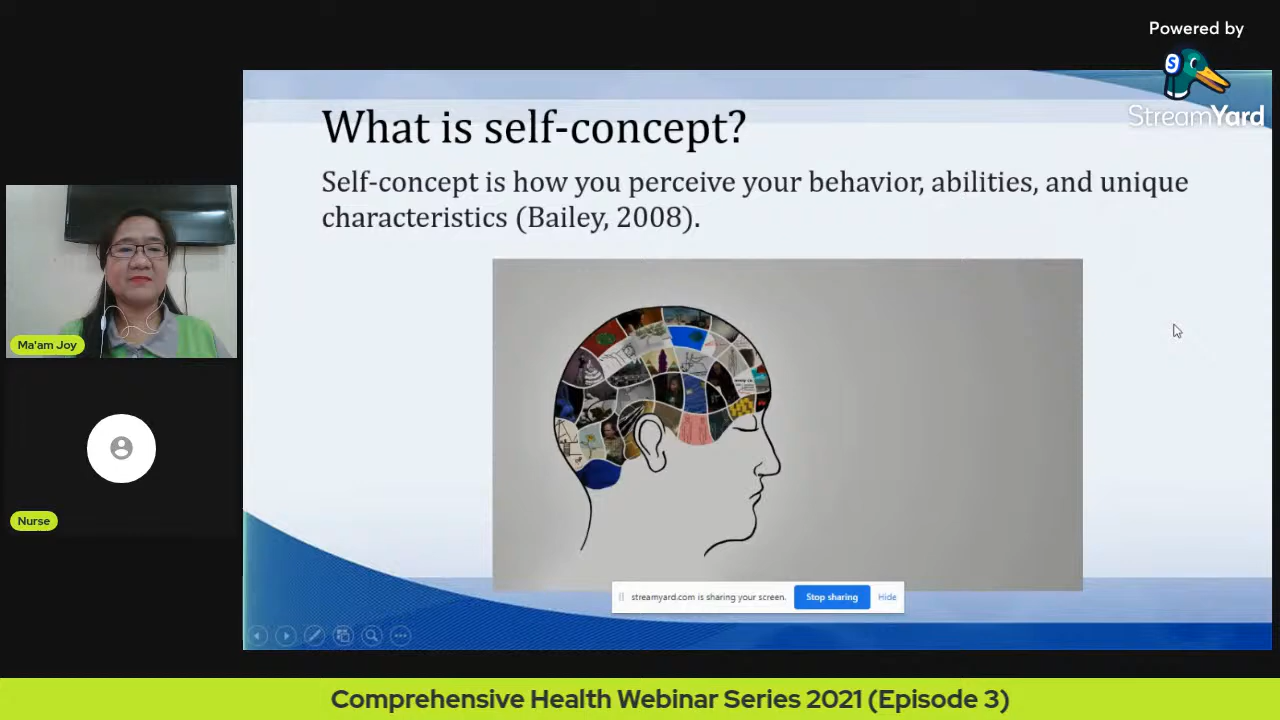 Powered by
StreamYard
What is self-concept?
Self-concept is how you perceive your behavior, abilities, and unique
characteristics (Bailey, 2008).
Ma'am Joy
Nurse
streamyard.com is sharing your screen.
Stop sharing
Hide
Comprehensive Health Webinar Series 2021 (Episode 3)